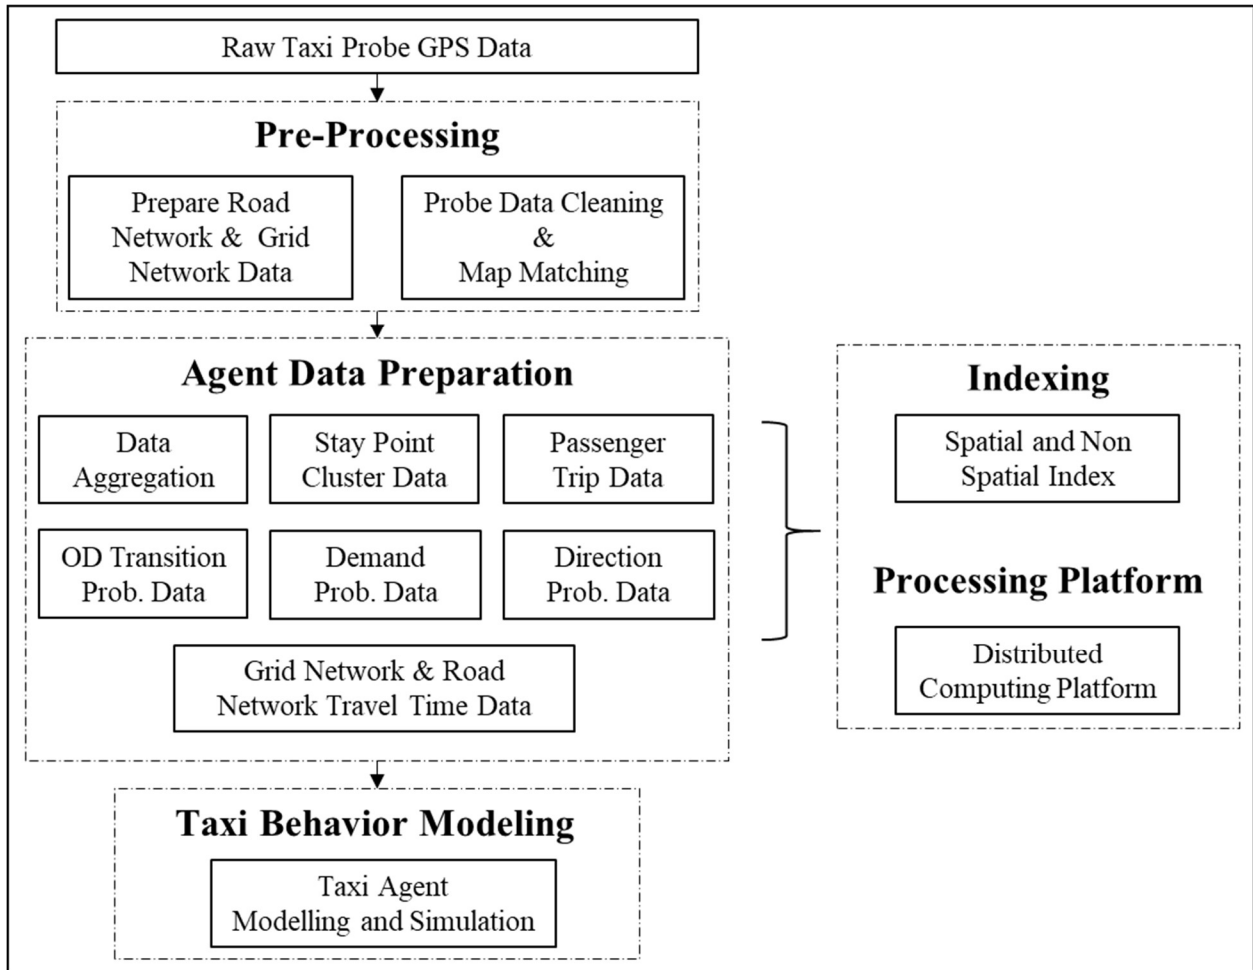 Raw Taxi Probe GPS Data
Pre-Processing
Prepare Road
Network & Grid
Network Data
Probe Data Cleaning
&
Map Matching
Agent Data Preparation
Data
Aggregation
Stay Point
Cluster Data
Passenger
Trip Data
OD Transition
Prob. Data
Demand
Prob. Data
Direction
Prob. Data
Grid Network & Road
Network Travel Time Data
Indexing
Spatial and Non
Spatial Index
Processing Platform
Distributed
Computing Platform
Taxi Behavior Modeling
Taxi Agent
Modelling and Simulation